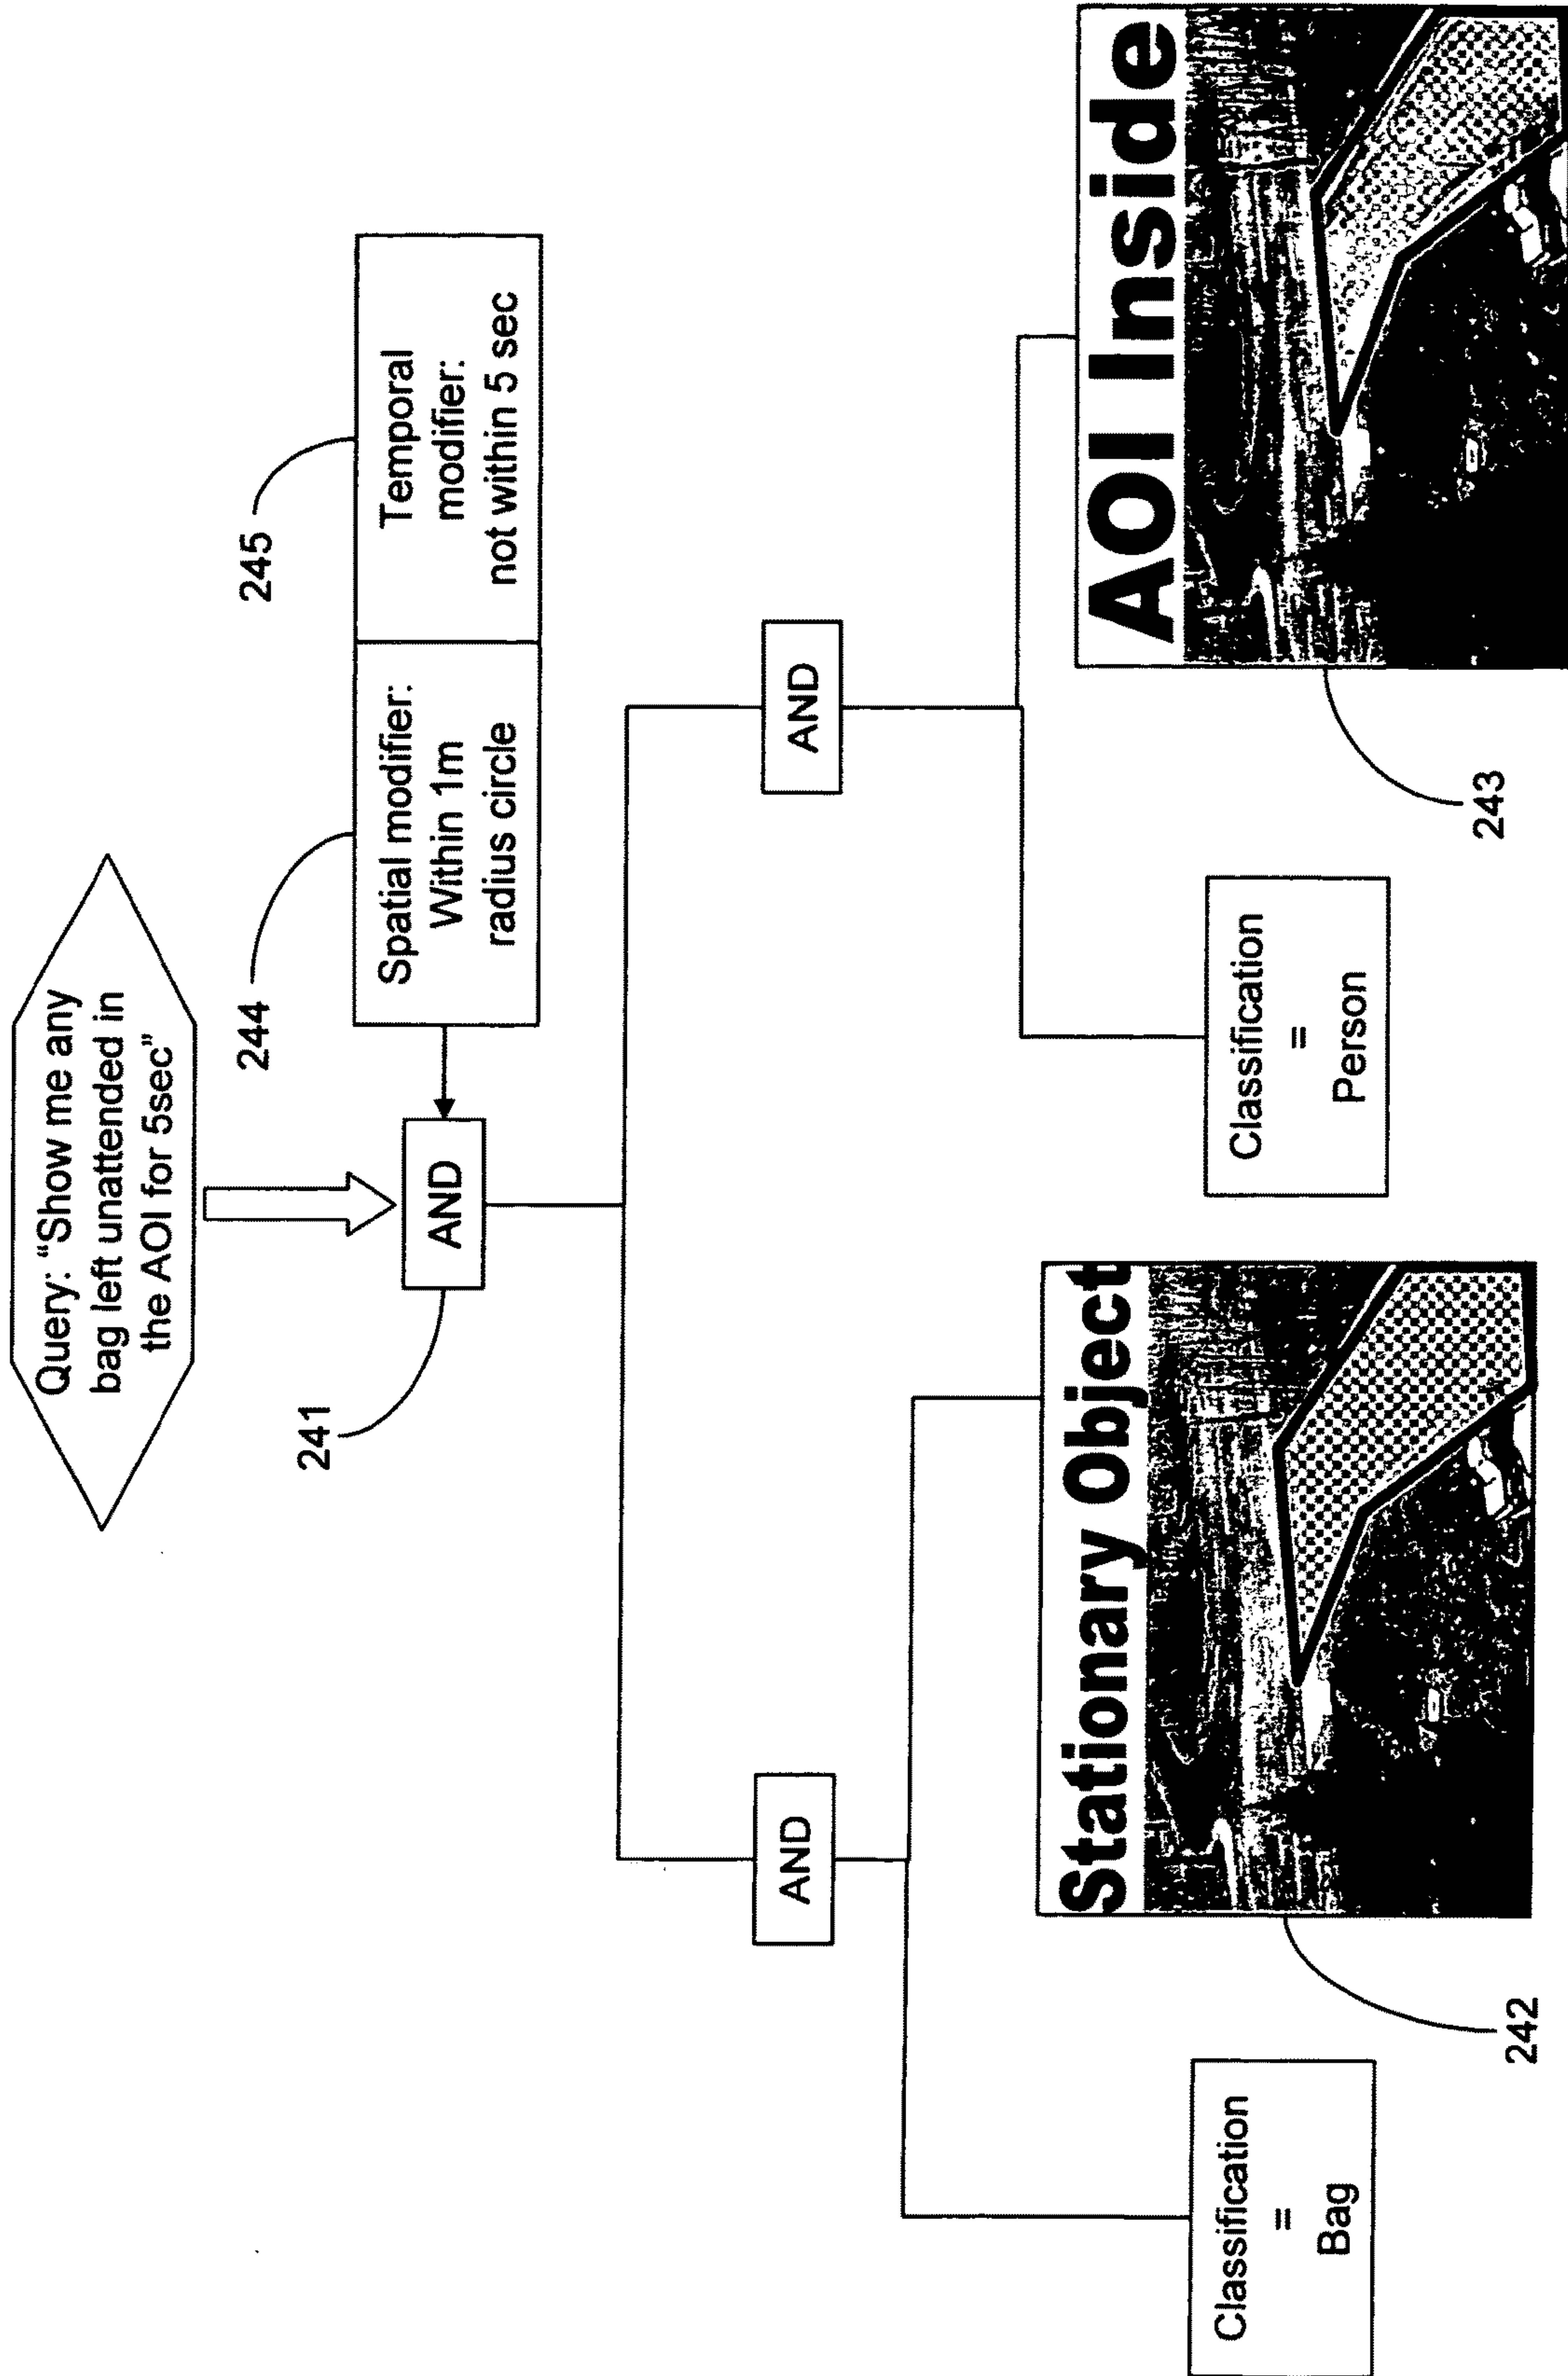 Query: “Show me any
bag left unattended in
the AOI for 5sec”
241
AND
244
Spatial modifier:
Within 1m
radius circle
245
Temporal
modifier:
not within 5 sec
AND
AND
Classification
=
Bag
242
Stationary Object
Classification
=
Person
243
AOI Inside